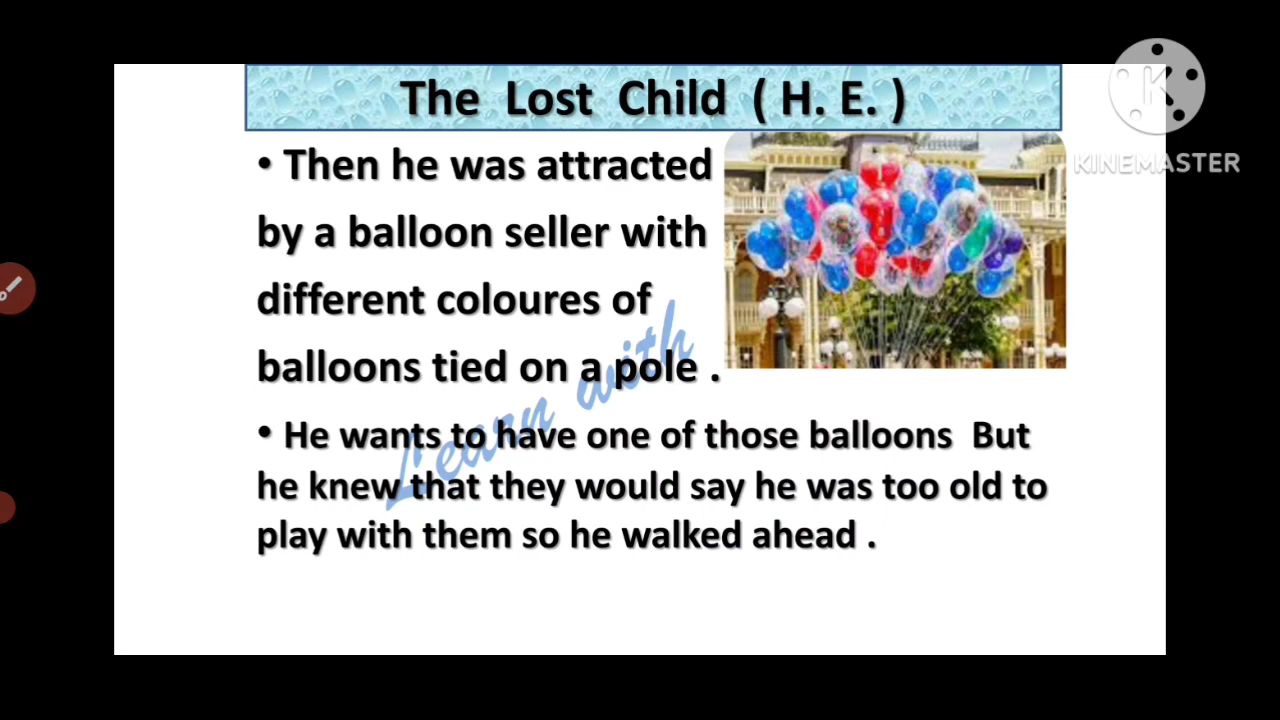 The Lost Child ( H. E. )
KINEMASTER
• Then he was attracted
by a balloon seller with
different coloures of
balloons tied on a pole .
• He wants to have one of those balloons But
he knew that they would say he was too old to
play with them so he walked ahead .
Learn with